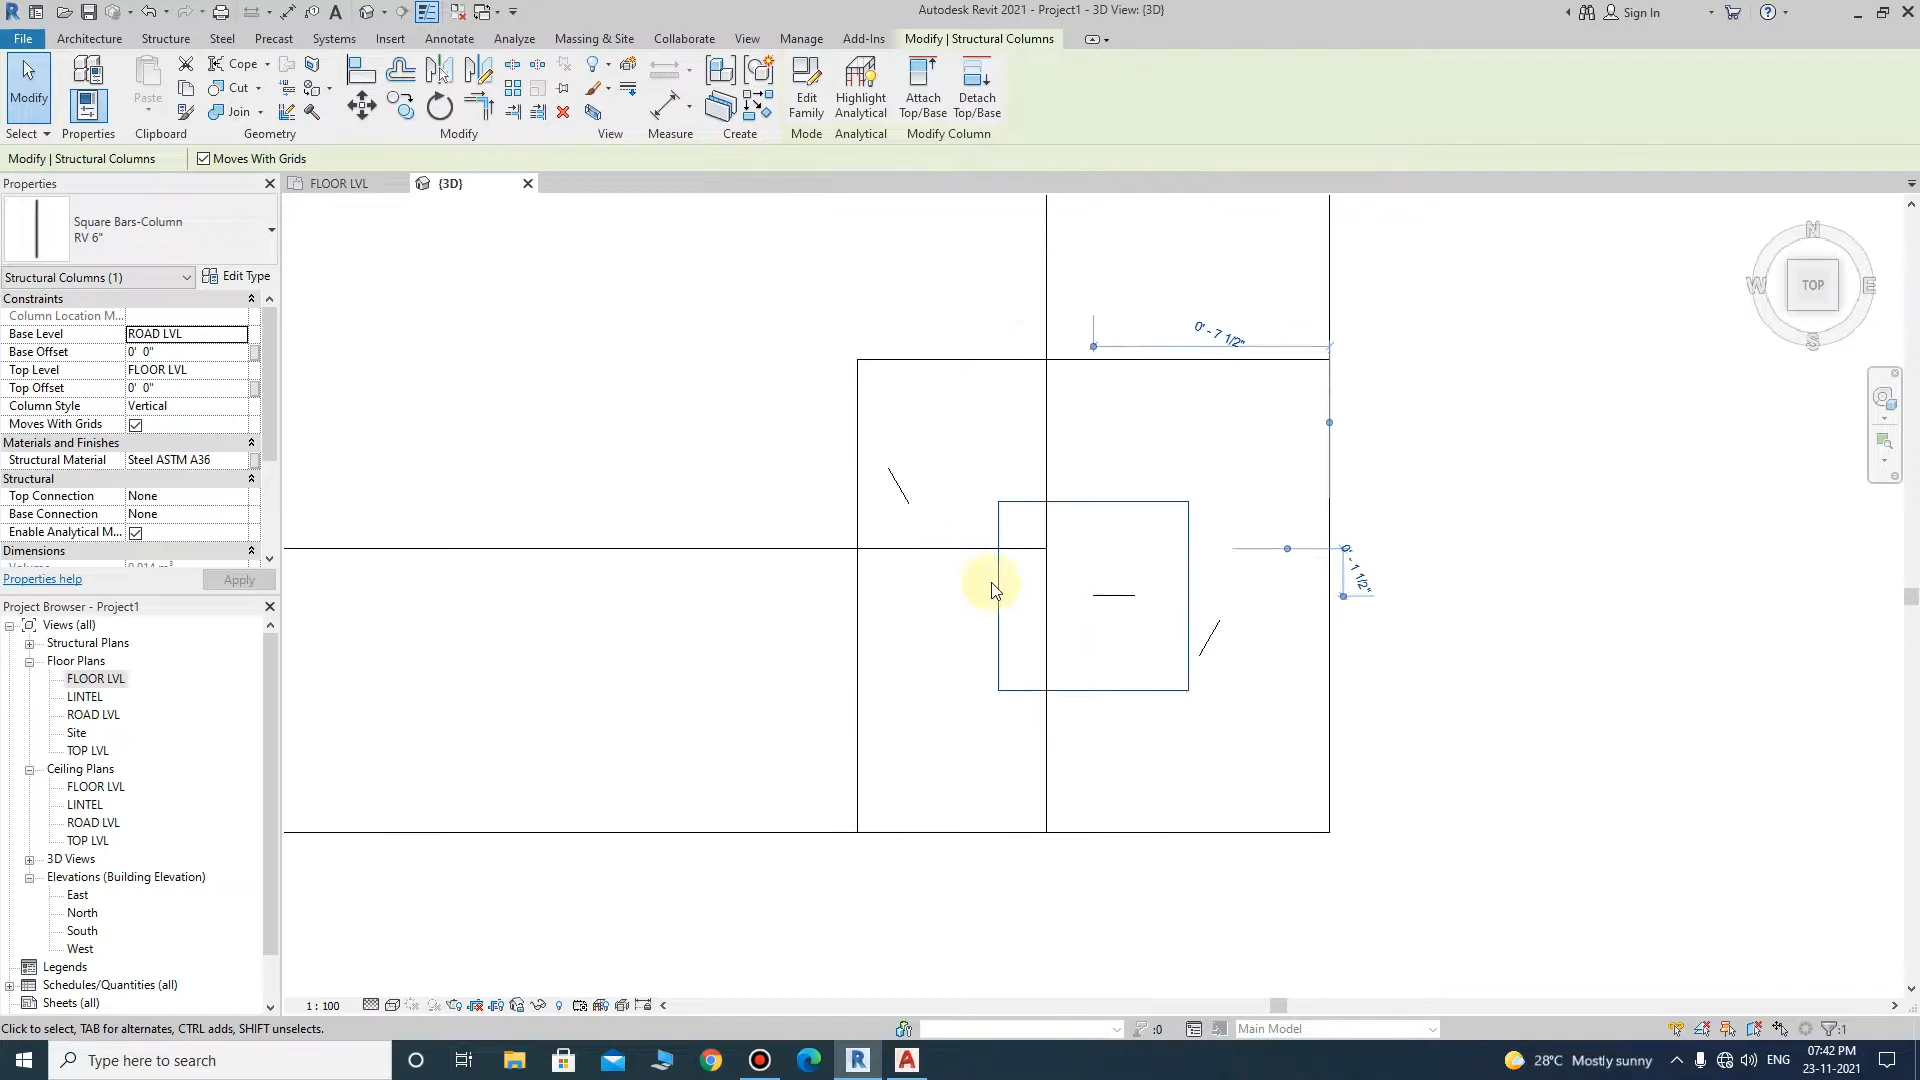 Autodesk Revit 2021 - Project1 - 3D View: {3D}
Sign In
File Architecture Structure Steel Precast Systems Insert Annotate Analyze Massing & Site Collaborate View Manage Add-Ins Modify | Structural Columns
Modify
Paste
Cope
Cut
Join
Edit Family
Highlight Analytical
Attach Top/Base
Detach Top/Base
Select Properties Clipboard Geometry Modify View Measure Create Mode Analytical Modify Column
Modify | Structural Columns Moves With Grids
Properties
FLOOR LVL
{3D}
Square Bars-Column
RV 6"
Structural Columns (1) Edit Type
Constraints
Column Location M...
Base Level ROAD LVL
Base Offset 0' 0"
Top Level FLOOR LVL
Top Offset 0' 0"
Column Style Vertical
Moves With Grids
Materials and Finishes
Structural Material Steel ASTM A36
Structural
Top Connection None
Base Connection None
Enable Analytical M...
Dimensions
Properties help Apply
Project Browser - Project1
Views (all)
Structural Plans
Floor Plans
FLOOR LVL
LINTEL
ROAD LVL
Site
TOP LVL
Ceiling Plans
FLOOR LVL
LINTEL
ROAD LVL
TOP LVL
3D Views
Elevations (Building Elevation)
East
North
South
West
Legends
Schedules/Quantities (all)
Sheets (all)
0' - 7 1/2"
0' - 1 1/2"
N
W
E
S
TOP
1 : 100
Click to select, TAB for alternates, CTRL adds, SHIFT unselects.
:0
Main Model
:1
Type here to search
28°C Mostly sunny
ENG
07:42 PM
23-11-2021